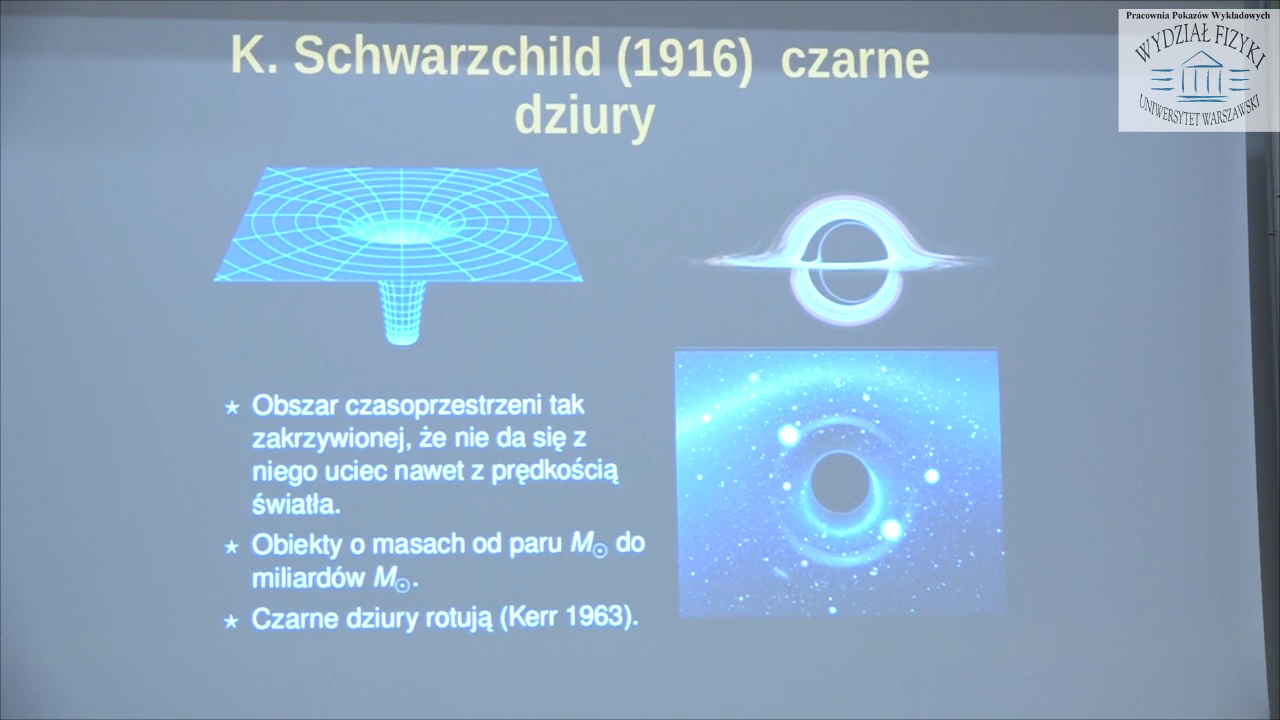 Pracownia Pokazów Wykładowych
WYDZIAŁ FIZYKI
UNIWERSYTET WARSZAWSKI
K. Schwarzchild (1916) czarne
dziury
★ Obszar czasoprzestrzeni tak
zakrzywionej, że nie da się z
niego uciec nawet z prędkością
światła.
★ Obiekty o masach od paru M☉ do
miliardów M☉.
★ Czarne dziury rotują (Kerr 1963).